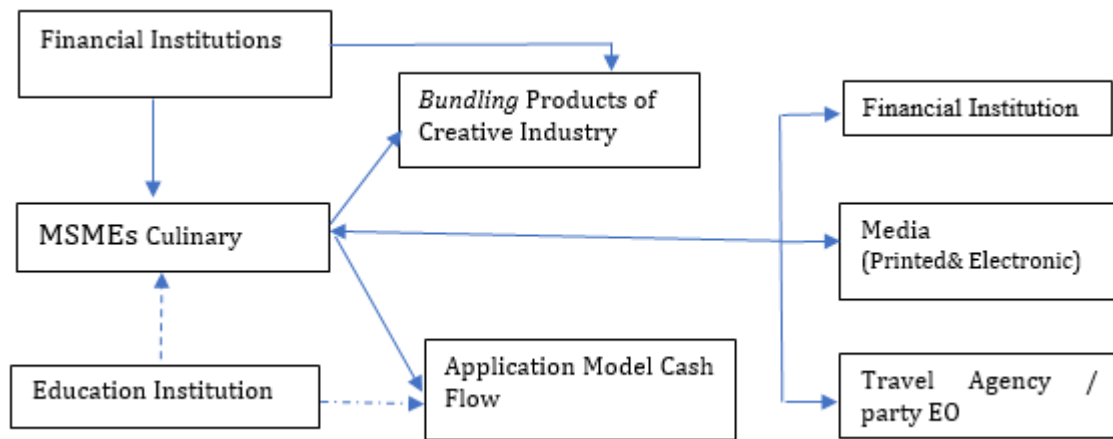 Financial Institutions
Bundling Products of
Creative Industry
Financial Institution
MSMEs Culinary
Media
(Printed& Electronic)
Education Institution
Application Model Cash
Flow
Travel Agency /
party EO